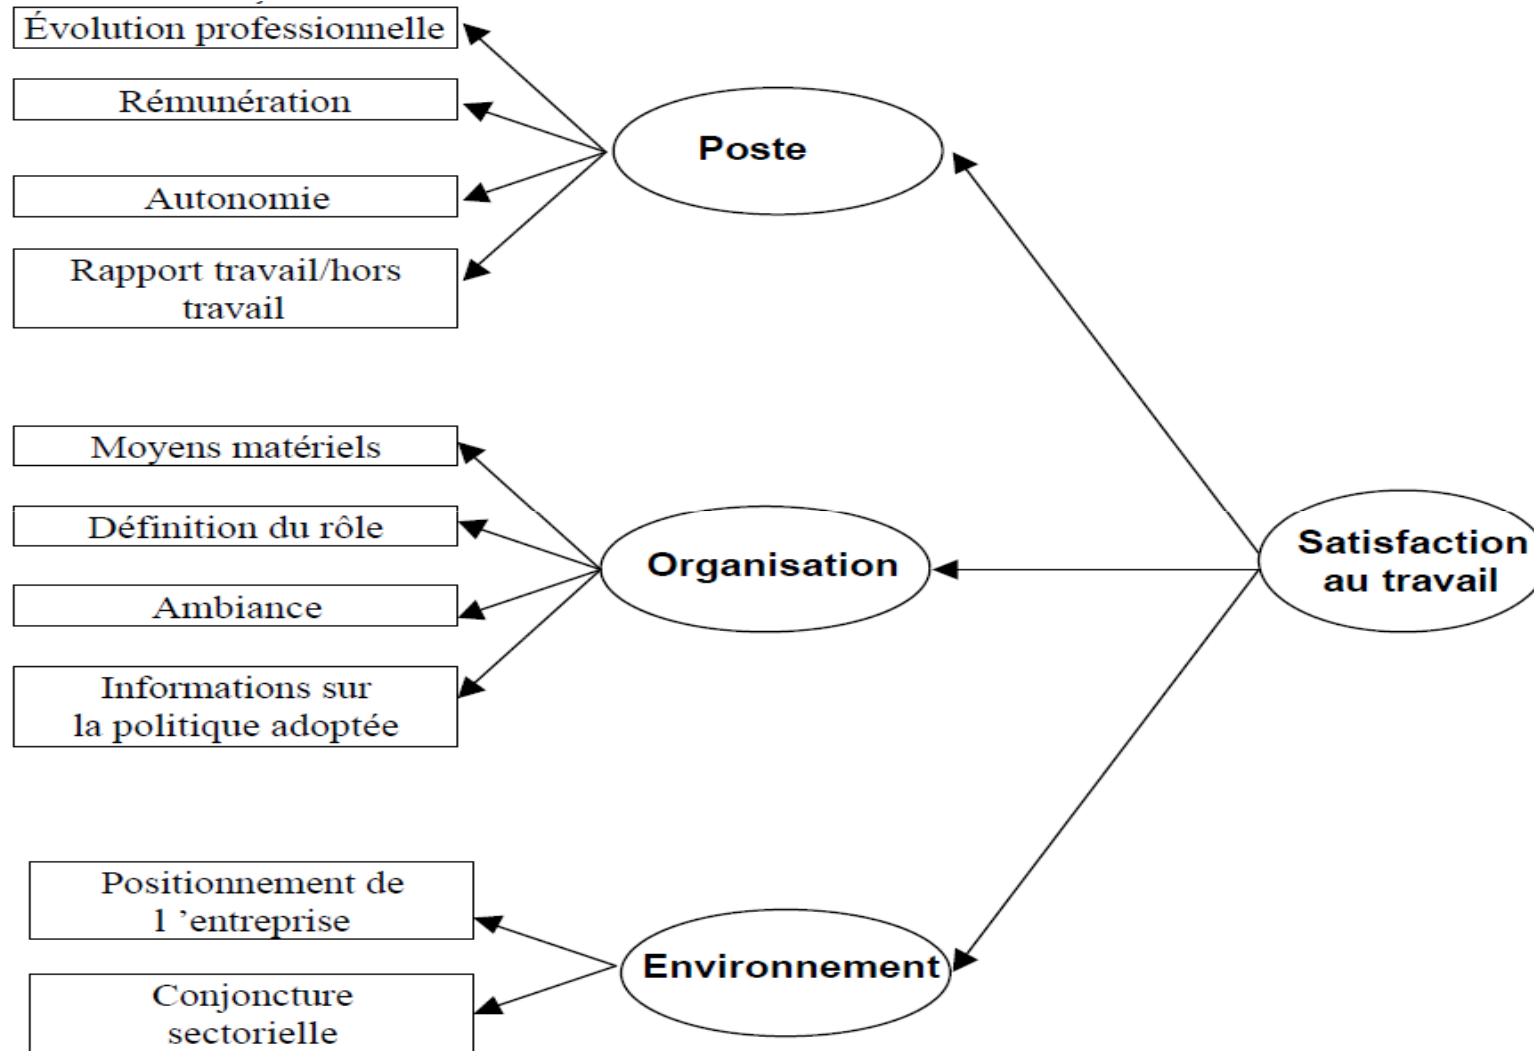 Évolution professionnelle
Rémunération
Autonomie
Rapport travail/hors
travail
Poste
Moyens matériels
Définition du rôle
Ambiance
Informations sur
la politique adoptée
Organisation
Satisfaction
au travail
Positionnement de
l ’entreprise
Conjoncture
sectorielle
Environnement